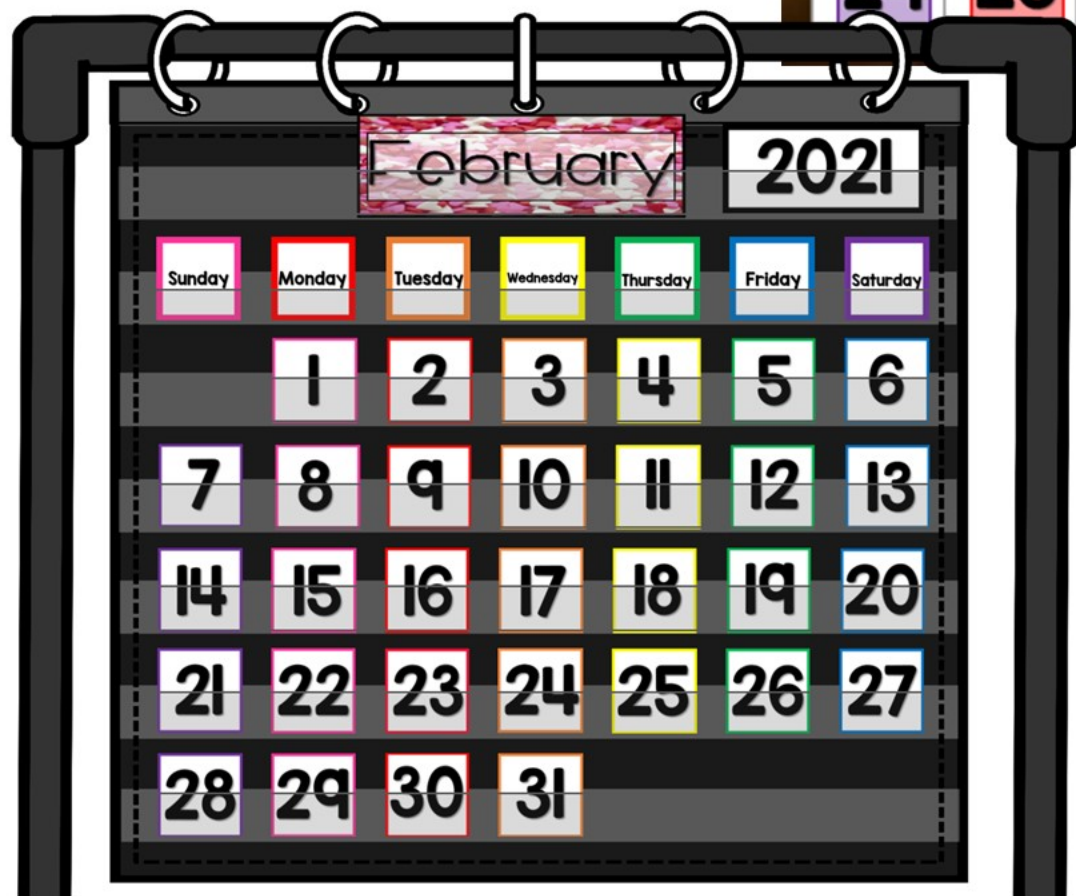 February 2021
Sunday Monday Tuesday Wednesday Thursday Friday Saturday
1 2 3 4 5 6
7 8 9 10 11 12 13
14 15 16 17 18 19 20
21 22 23 24 25 26 27
28 29 30 31